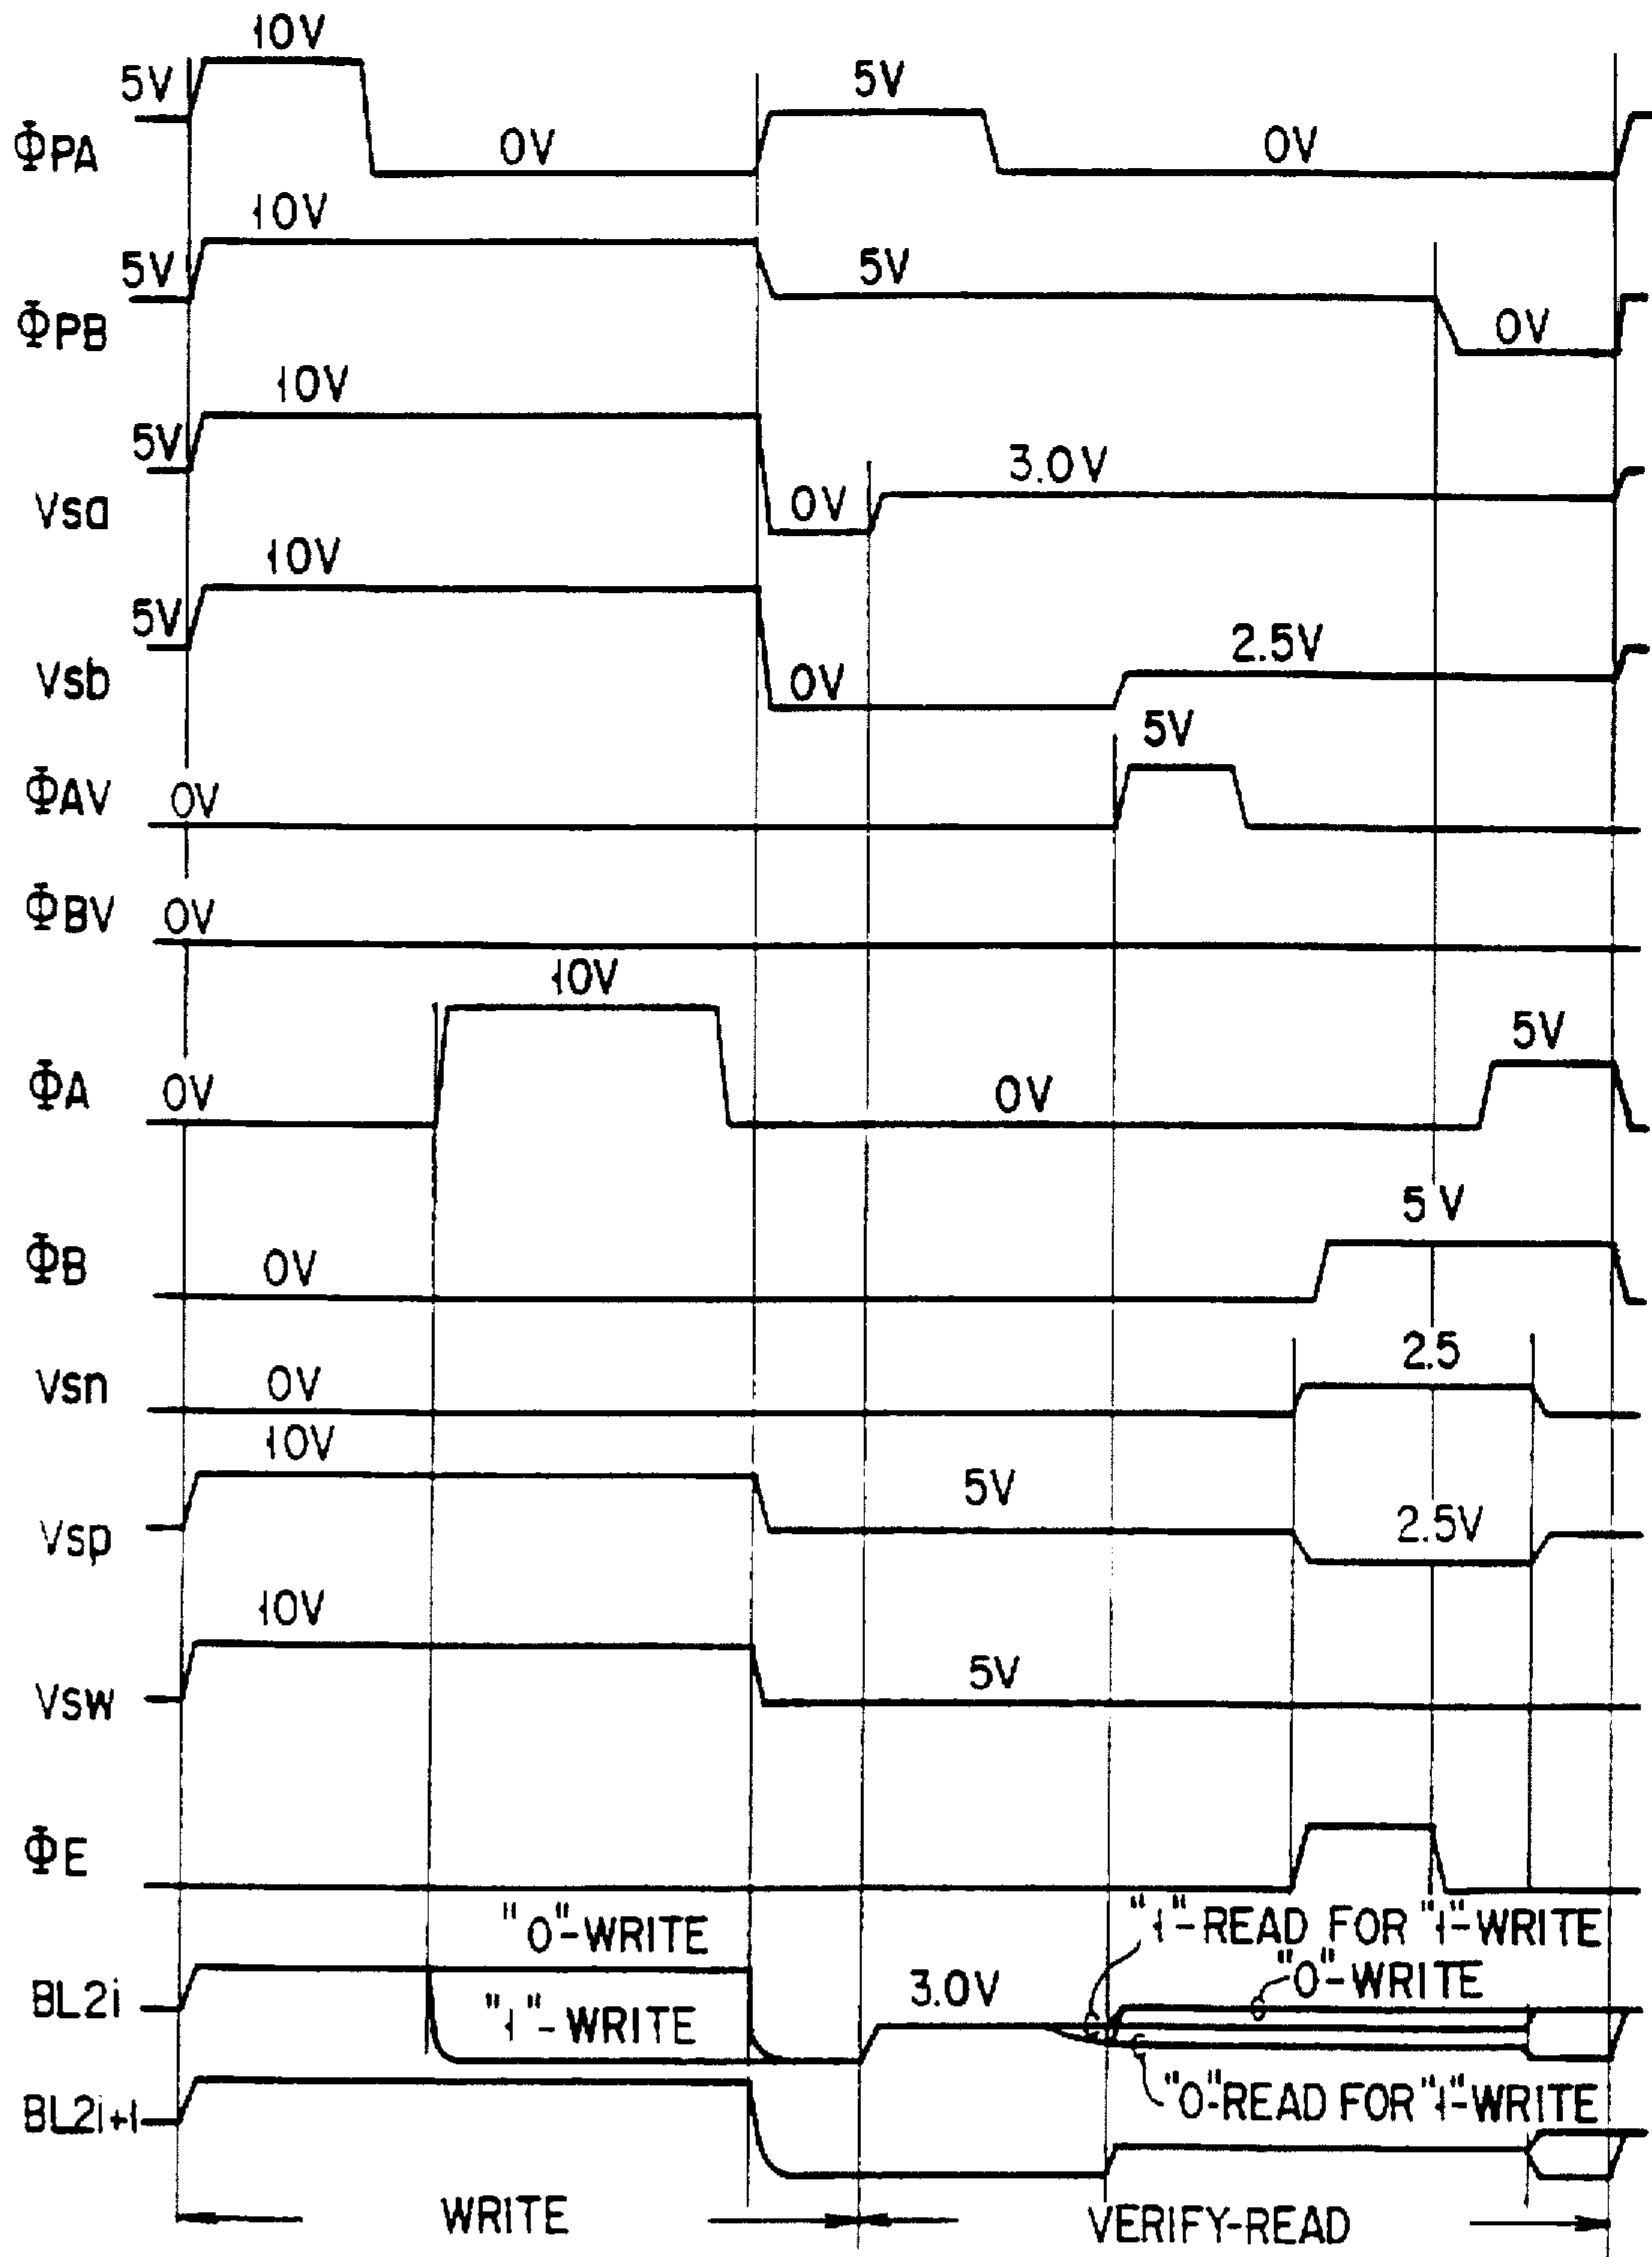 10V
5V 5V
ΦPA 0V 0V
10V
5V 5V
ΦPB 0V
10V
5V 3.0V
Vsa 0V
10V
5V 2.5V
Vsb 0V
5V
ΦAV 0V
ΦBV 0V
10V
5V
ΦA 0V 0V
5V
ΦB 0V
2.5
Vsn 0V
10V
5V
Vsp 2.5V
10V
5V
Vsw
ΦE
"0"-WRITE "1"-READ FOR "1"-WRITE
BL2i 3.0V "0"-WRITE
"1"-WRITE
"0"-READ FOR "1"-WRITE
BL2i+1
WRITE VERIFY-READ